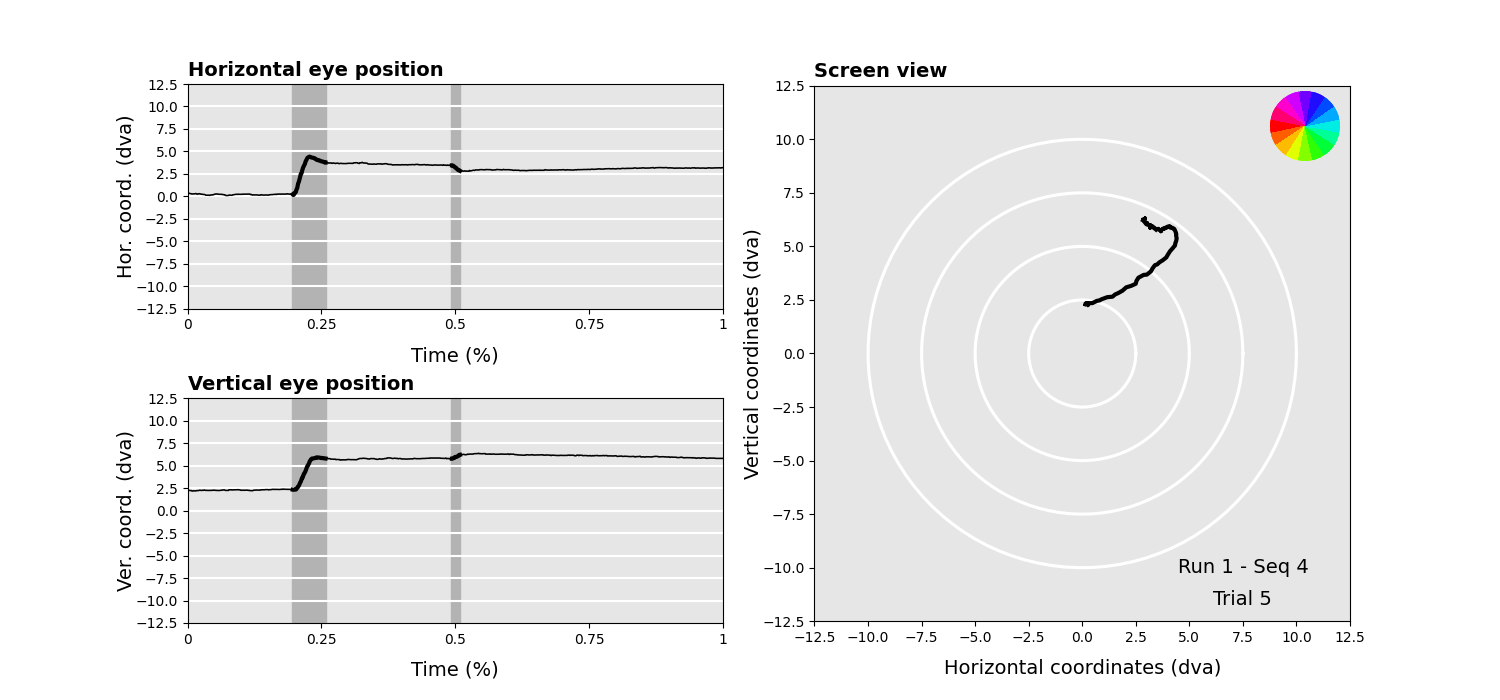 Horizontal eye position
Hor. coord. (dva)
12.5
10.0
7.5
5.0
2.5
0.0
−2.5
−5.0
−7.5
−10.0
−12.5
0 0.25 0.5 0.75 1
Time (%)
Vertical eye position
Ver. coord. (dva)
12.5
10.0
7.5
5.0
2.5
0.0
−2.5
−5.0
−7.5
−10.0
−12.5
0 0.25 0.5 0.75 1
Time (%)
Screen view
Vertical coordinates (dva)
12.5
10.0
7.5
5.0
2.5
0.0
−2.5
−5.0
−7.5
−10.0
−12.5
Run 1 - Seq 4
Trial 5
−12.5 −10.0 −7.5 −5.0 −2.5 0.0 2.5 5.0 7.5 10.0 12.5
Horizontal coordinates (dva)